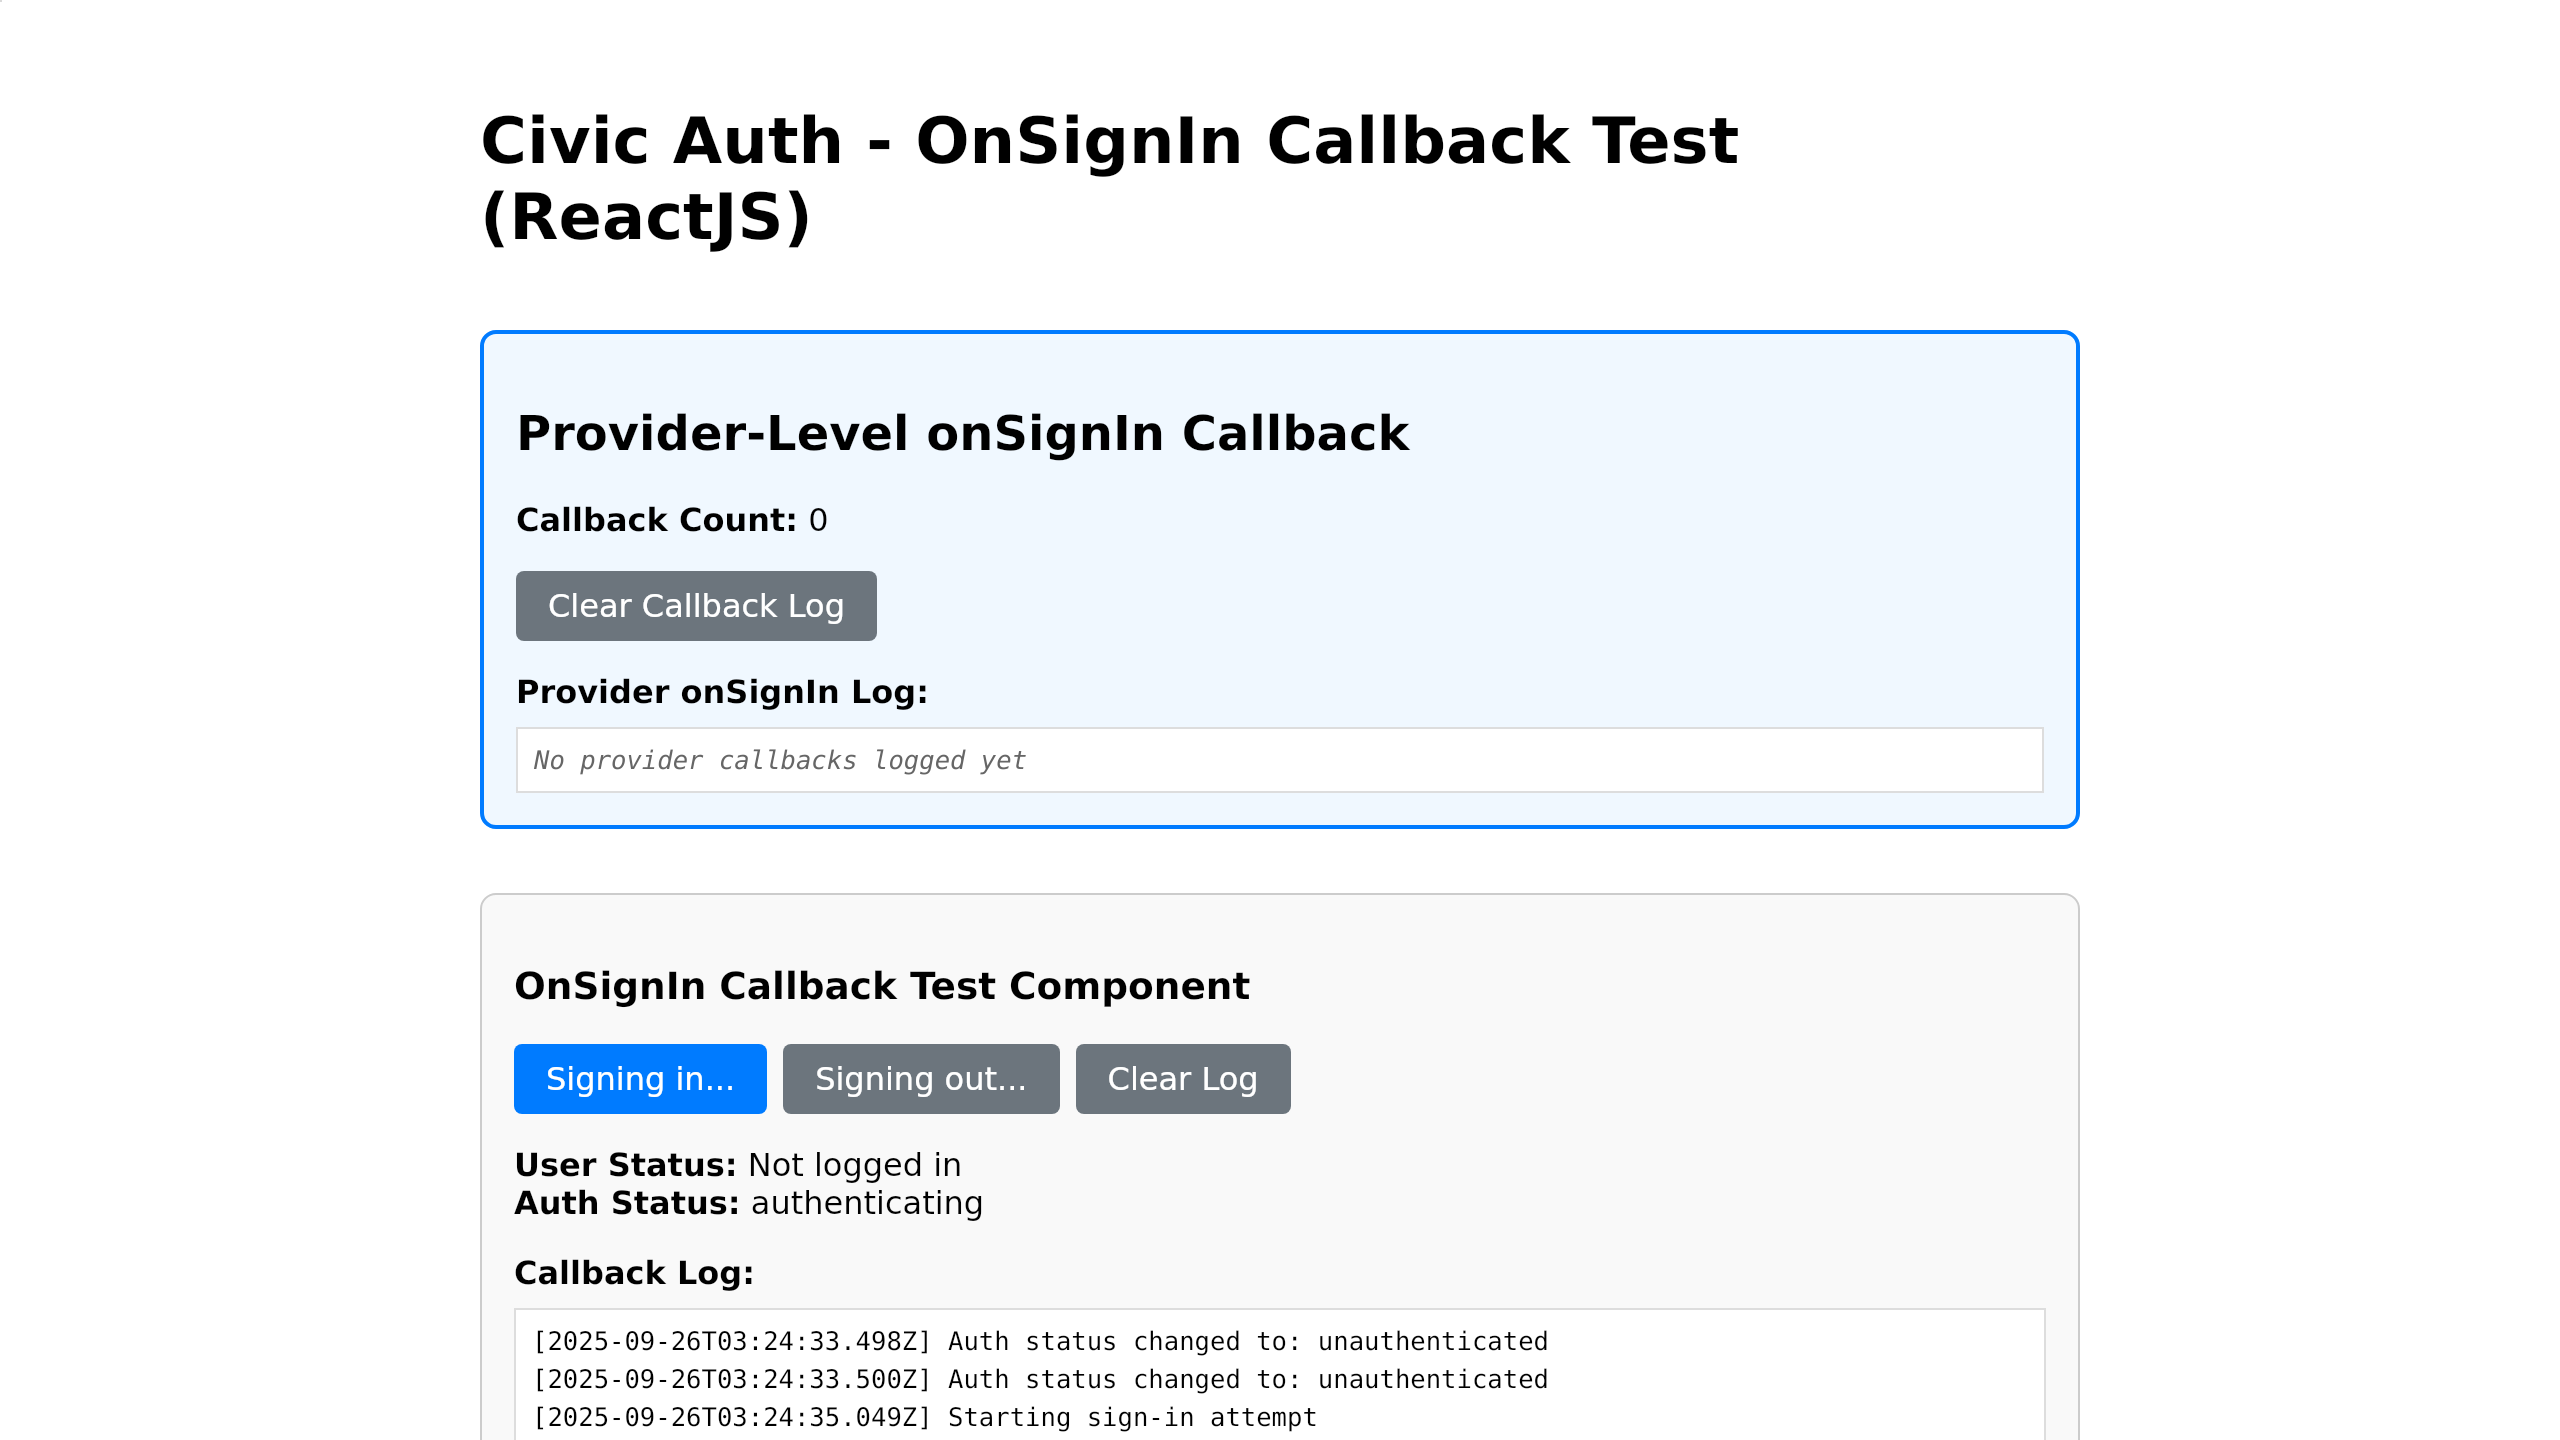 Civic Auth - OnSignIn Callback Test
(ReactJS)
Provider-Level onSignIn Callback
Callback Count: 0
Clear Callback Log
Provider onSignIn Log:
No provider callbacks logged yet
OnSignIn Callback Test Component
Signing in...
Signing out...
Clear Log
User Status: Not logged in
Auth Status: authenticating
Callback Log:
[2025-09-26T03:24:33.498Z] Auth status changed to: unauthenticated
[2025-09-26T03:24:33.500Z] Auth status changed to: unauthenticated
[2025-09-26T03:24:35.049Z] Starting sign-in attempt